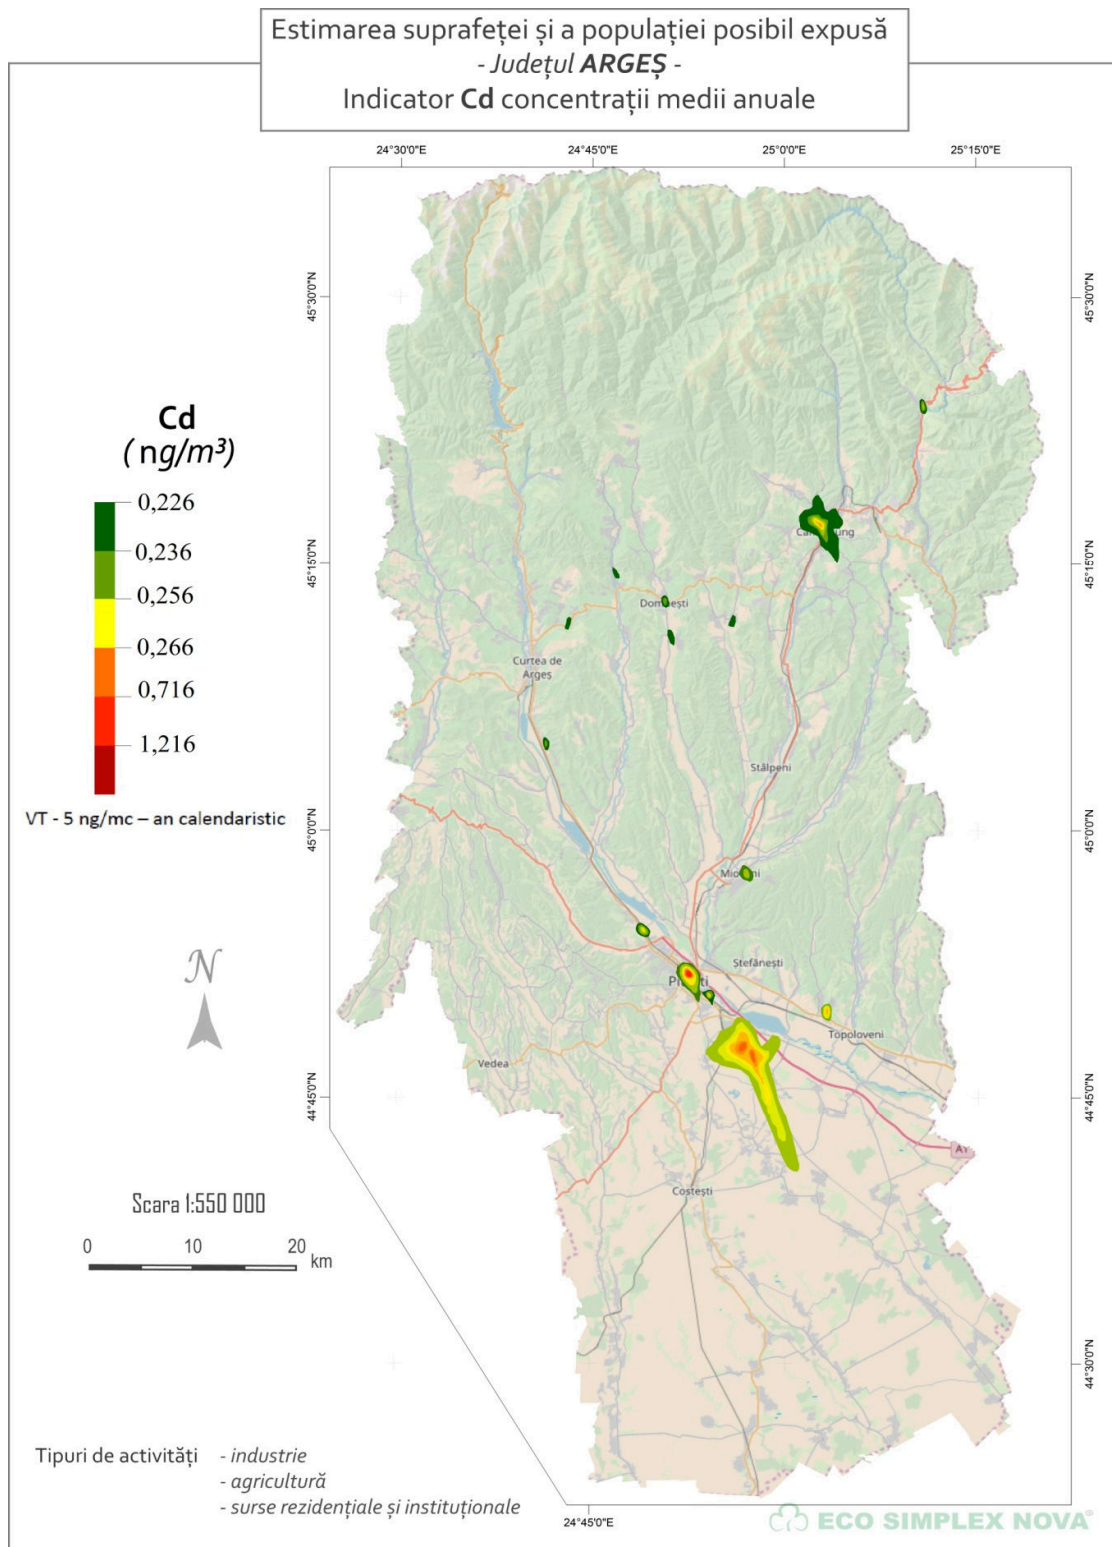 Estimarea suprafeței și a populației posibil expusă
- Județul ARGEȘ -
Indicator Cd concentrații medii anuale
24°30'0"E
24°45'0"E
25°0'0"E
25°15'0"E
45°30'0"N
45°30'0"N
Cd
(ng/m³)
0,226
0,236
0,256
0,266
0,716
1,216
VT - 5 ng/mc – an calendaristic
45°15'0"N
45°15'0"N
Curtea de
Argeș
Stâlpeni
45°0'0"N
45°0'0"N
N
Ștefănești
Topoloveni
Vedea
44°45'0"N
44°45'0"N
A1
Costești
Scara 1:550 000
0 10 20 km
44°30'0"N
Tipuri de activități - industrie
- agricultură
- surse rezidențiale și instituționale
24°45'0"E
ECO SIMPLEX NOVA®